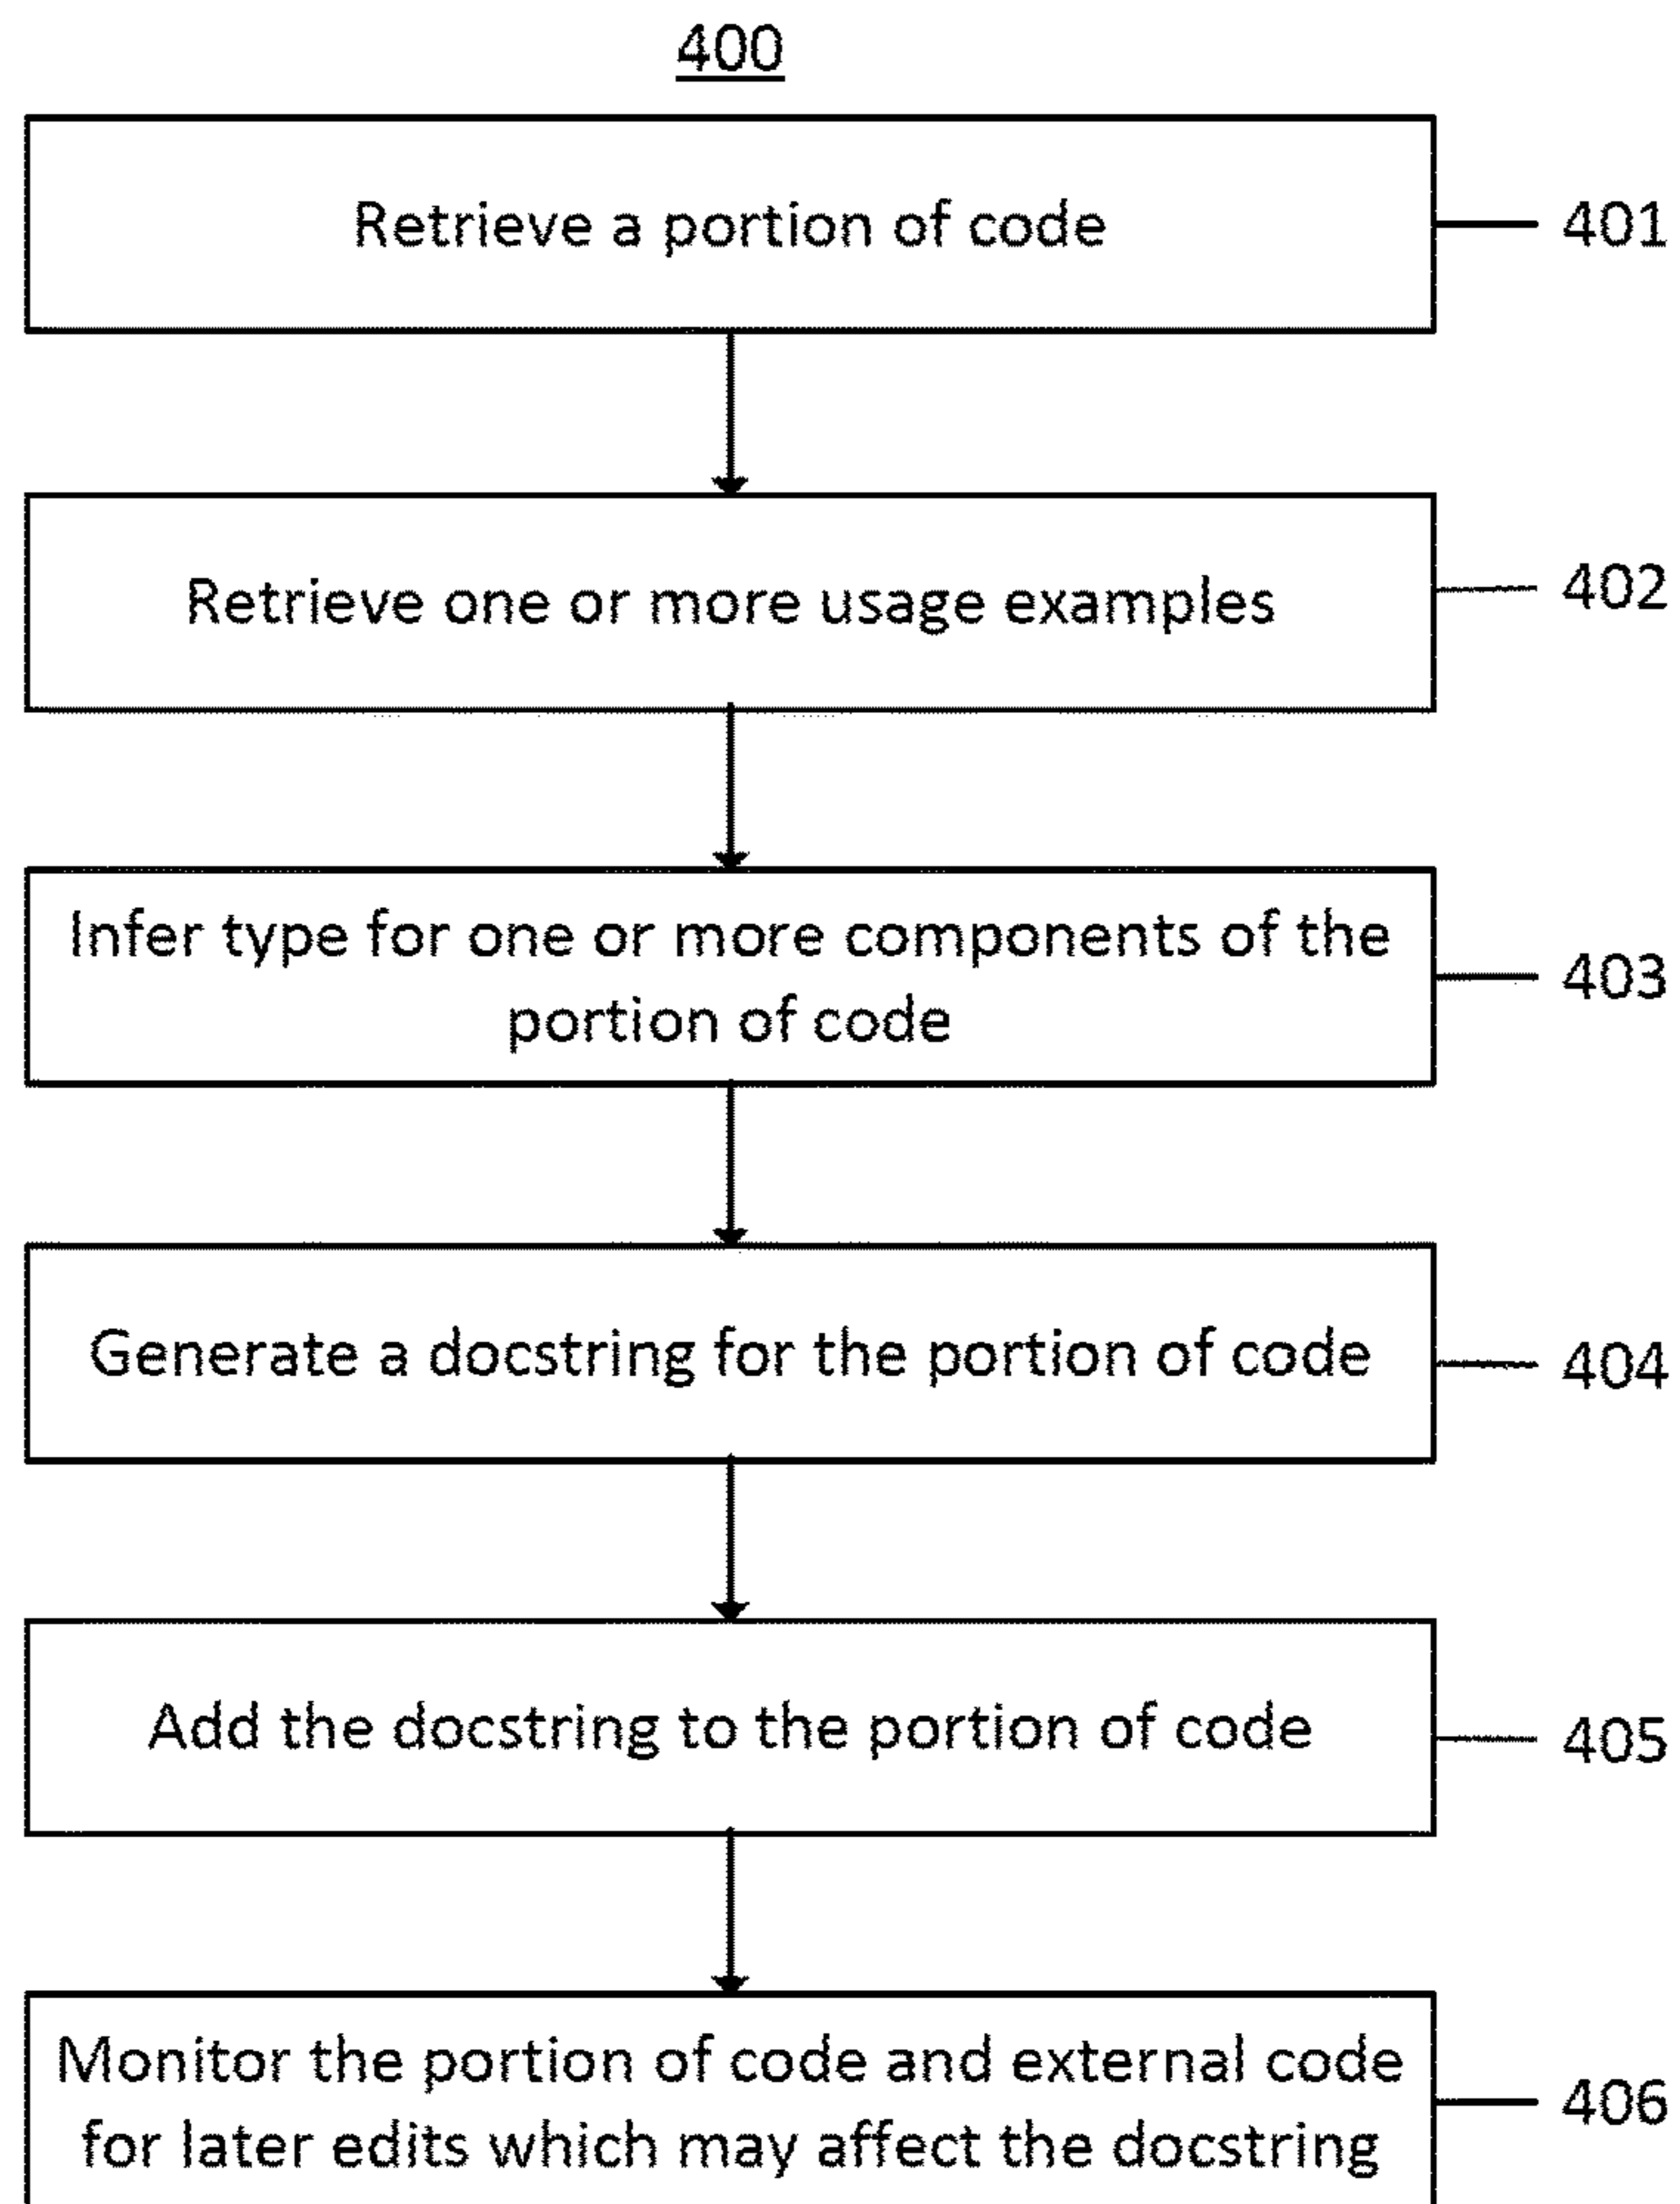 400
Retrieve a portion of code
401
Retrieve one or more usage examples
402
Infer type for one or more components of the
portion of code
403
Generate a docstring for the portion of code
404
Add the docstring to the portion of code
405
Monitor the portion of code and external code
for later edits which may affect the docstring
406